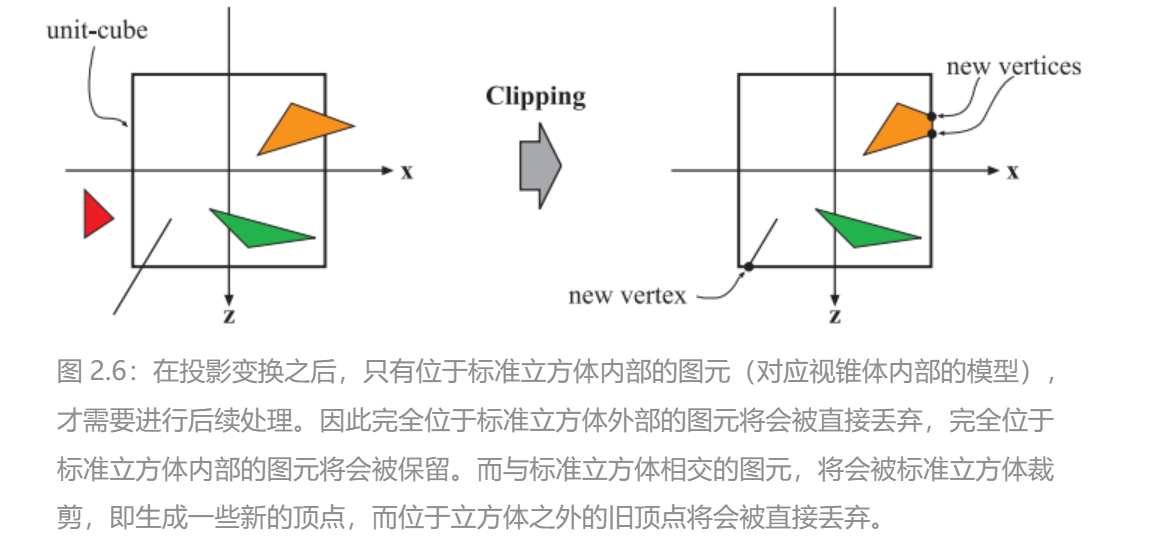 unit-cube
x
z
Clipping
new vertices
x
new vertex
z
图 2.6：在投影变换之后，只有位于标准立方体内部的图元（对应视锥体内部的模型），
才需要进行后续处理。因此完全位于标准立方体外部的图元将会被直接丢弃，完全位于
标准立方体内部的图元将会被保留。而与标准立方体相交的图元，将会被标准立方体裁
剪，即生成一些新的顶点，而位于立方体之外的旧顶点将会被直接丢弃。